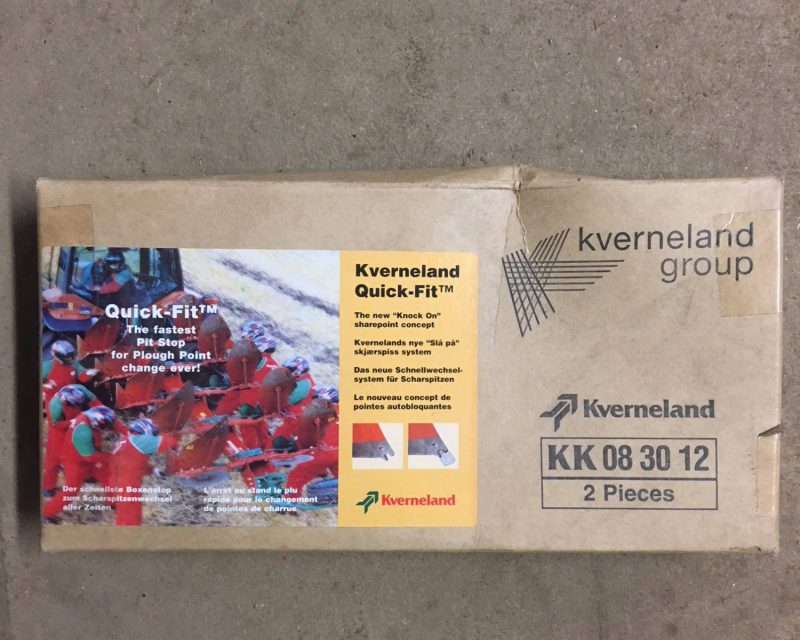 Quick-Fit™
The fastest
Pit Stop
for Plough Point
change ever!
Der schnellste Boxenstop
zum Scharspitzenwechsel
aller Zeiten
L'arret au stand le plu
rapide pour le changement
de pointes de charrue
Kverneland
Quick-Fit™
The new "Knock On"
sharepoint concept
Kvernelands nye "Slå på"
skjærspiss system
Das neue Schnellwechsel-
system für Scharspitzen
Le nouveau concept de
pointes autobloquantes
Kverneland
kverneland
group
Kverneland
KK 08 30 12
2 Pieces